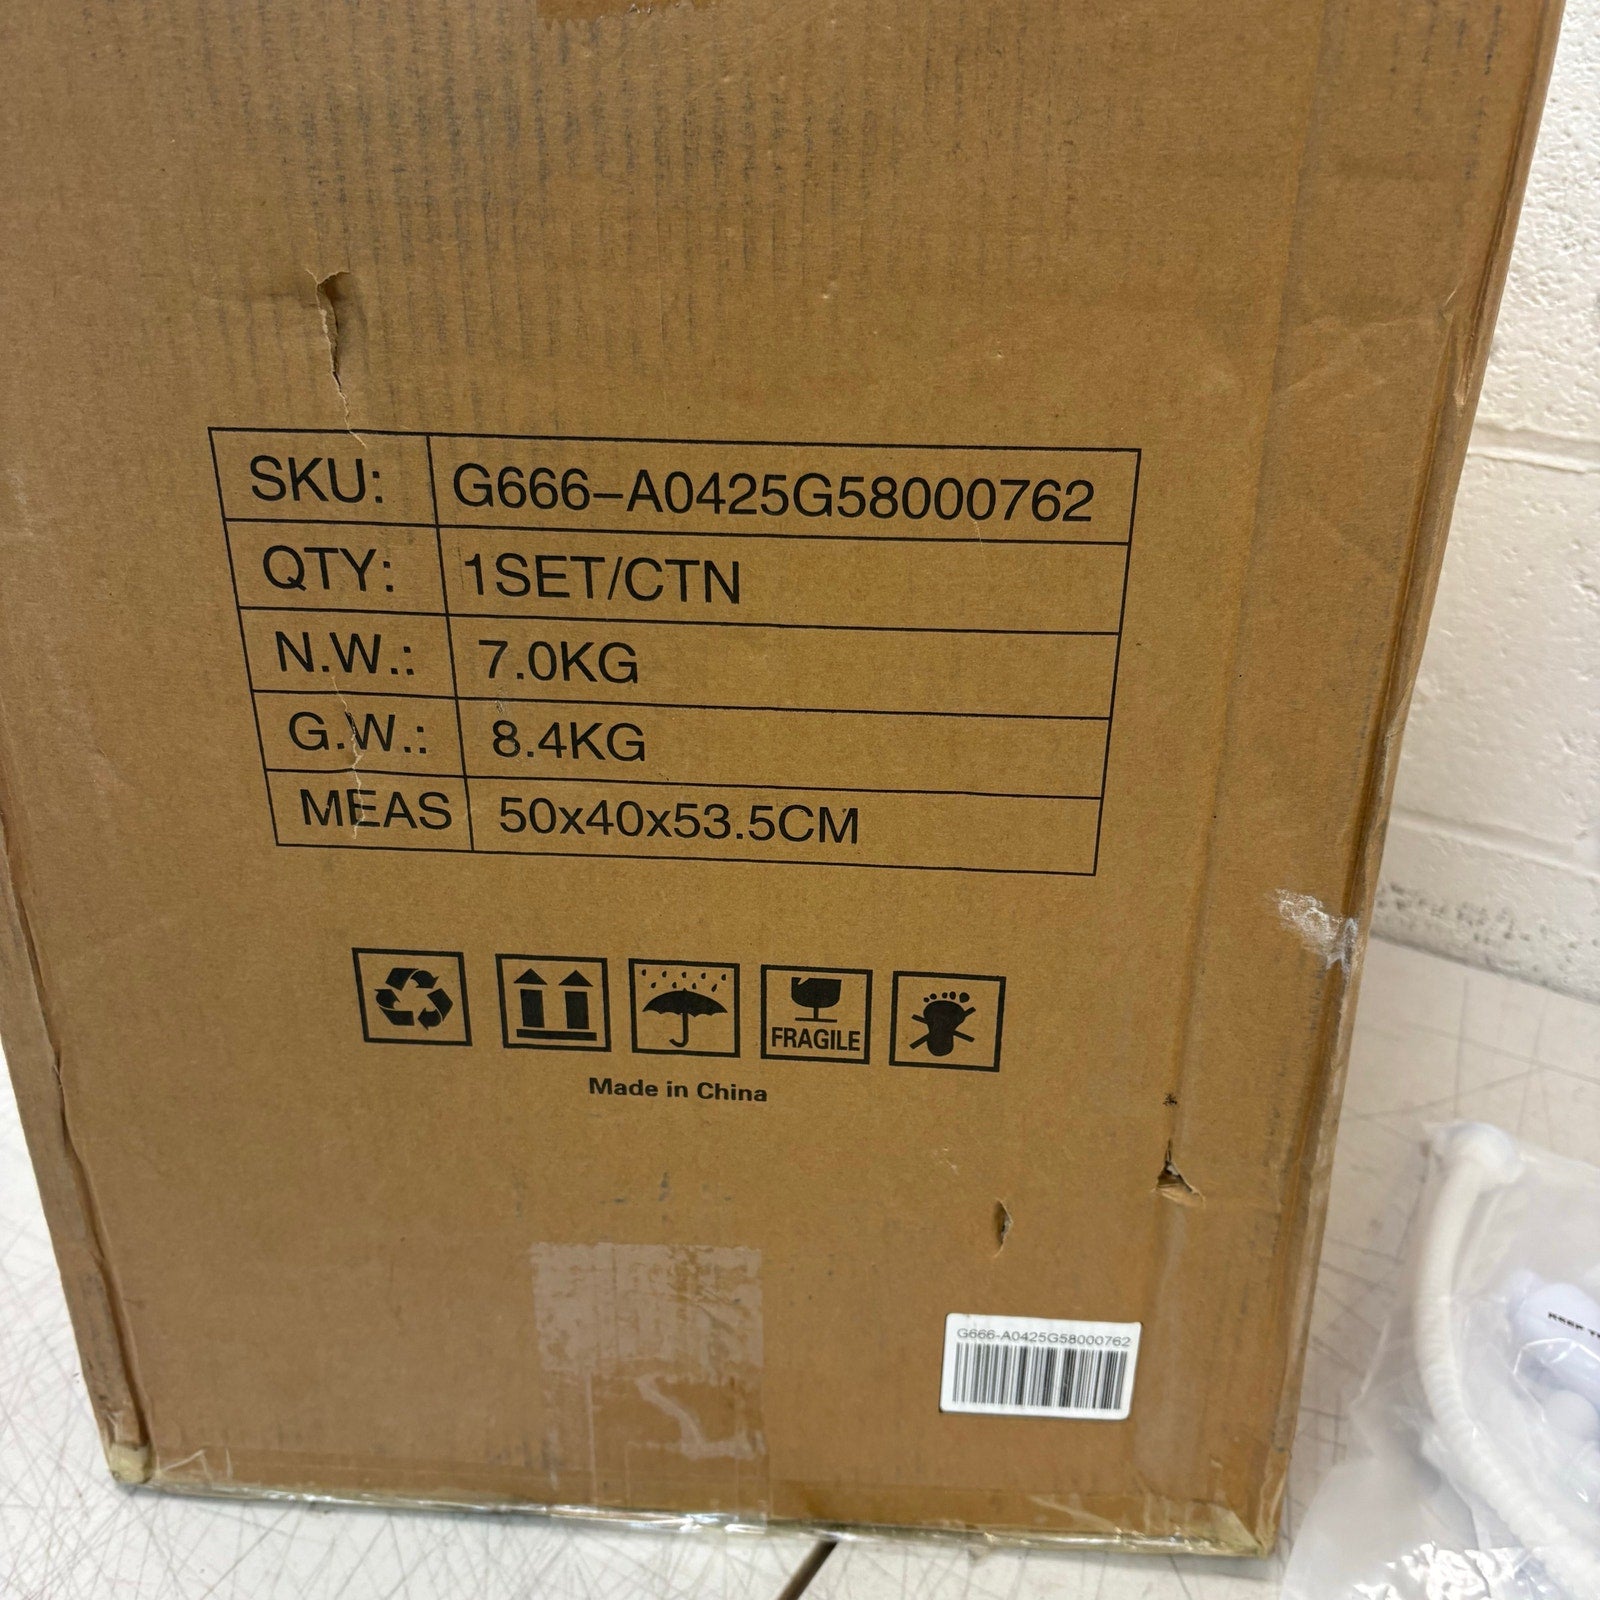 SKU: G666-A0425G58000762
QTY: 1SET/CTN
N.W.: 7.0KG
G.W.: 8.4KG
MEAS 50x40x53.5CM
FRAGILE
Made in China
G666-A0425G58000762
KEEP